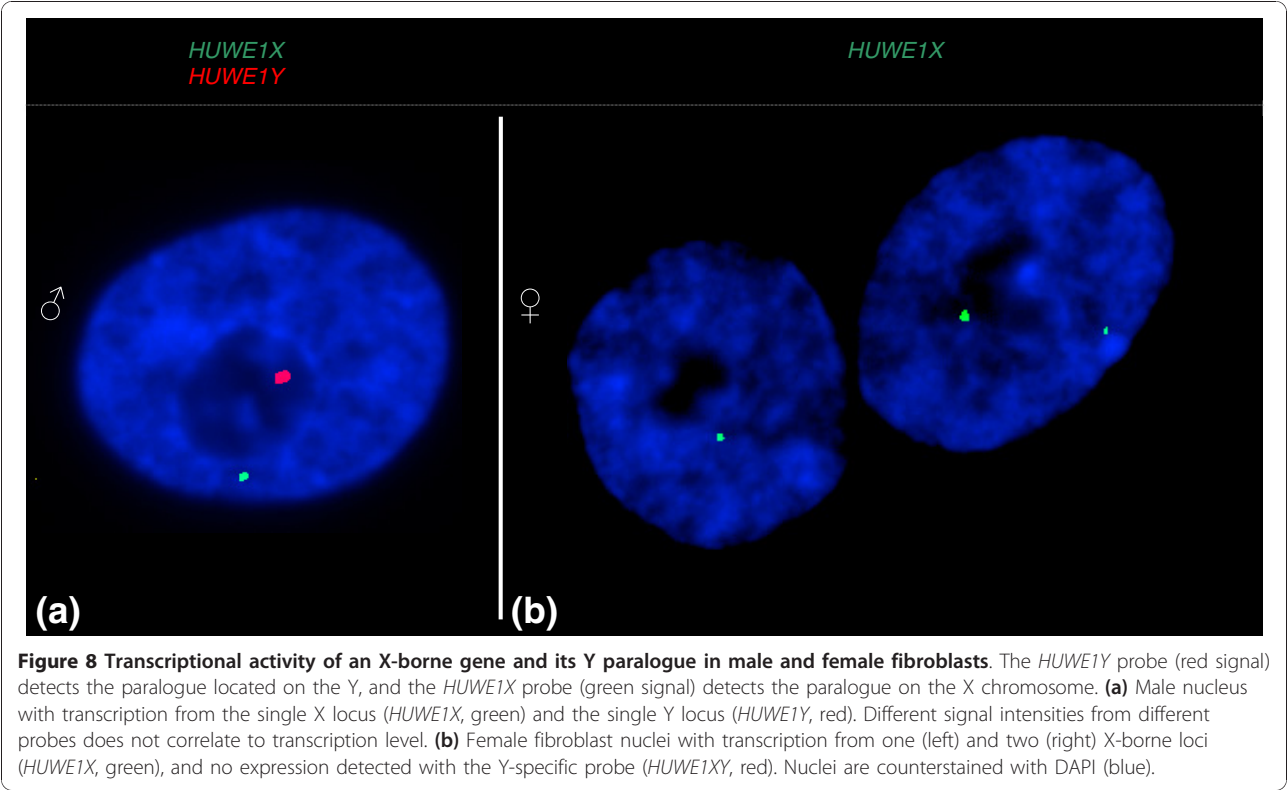 HUWE1X
HUWE1Y
HUWE1X
♂
♀
(a)
(b)
Figure 8 Transcriptional activity of an X-borne gene and its Y paralogue in male and female fibroblasts. The HUWE1Y probe (red signal)
detects the paralogue located on the Y, and the HUWE1X probe (green signal) detects the paralogue on the X chromosome. (a) Male nucleus
with transcription from the single X locus (HUWE1X, green) and the single Y locus (HUWE1Y, red). Different signal intensities from different
probes does not correlate to transcription level. (b) Female fibroblast nuclei with transcription from one (left) and two (right) X-borne loci
(HUWE1X, green), and no expression detected with the Y-specific probe (HUWE1XY, red). Nuclei are counterstained with DAPI (blue).